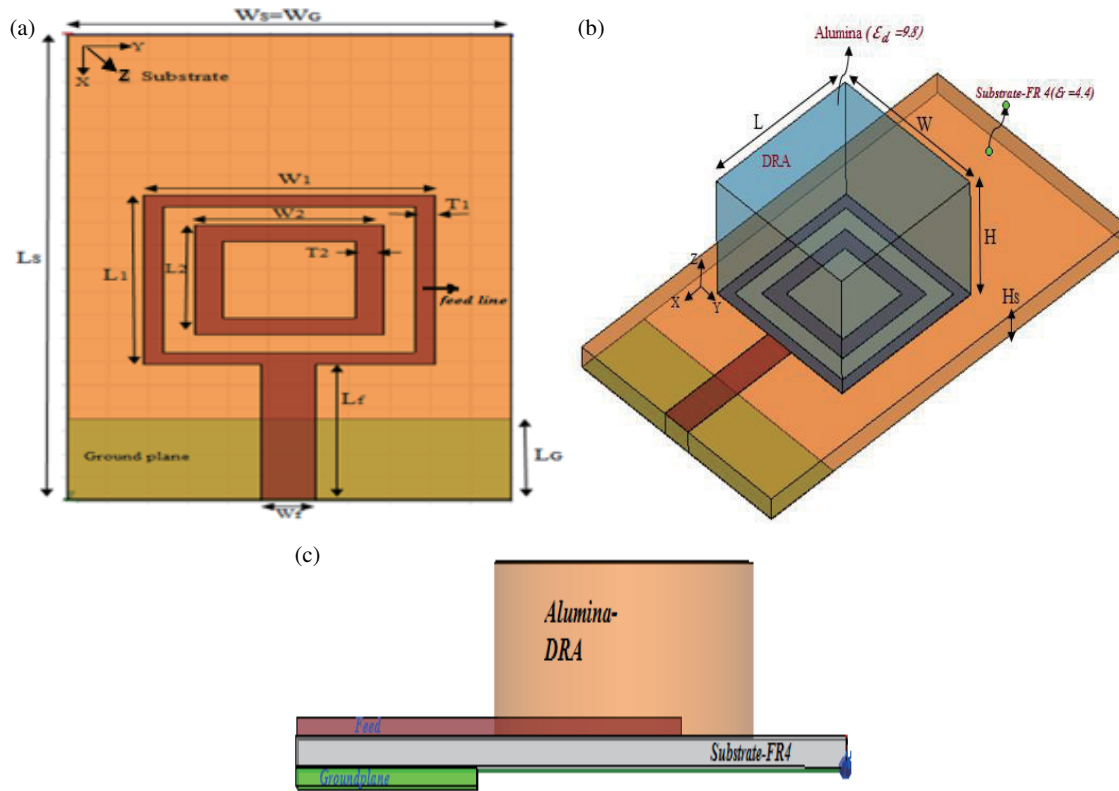 (a)
WS=WG
Y
X
Z
Substrate
LS
W1
T1
W2
L1
L2
T2
feed line
Lf
Ground plane
LG
Wf
(b)
Alumina ( Ɛd =9.8)
Substrate-FR 4(&=4.4)
L
W
DRA
H
Z
X
Y
Hs
(c)
Alumina-
DRA
Feed
Substrate-FR4
Groundplane